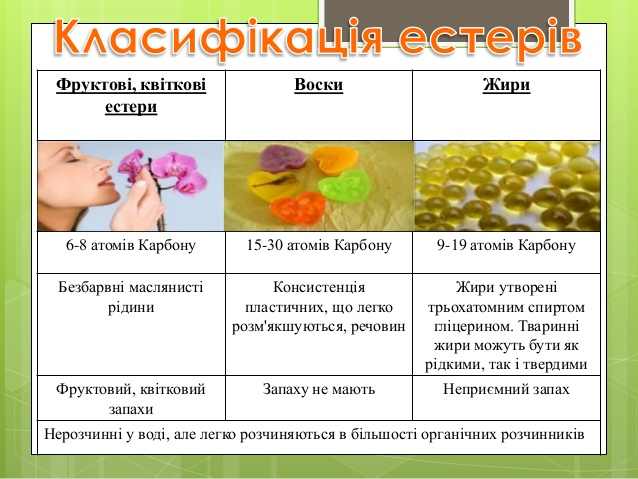 Класифікація естерів
Фруктові, квіткові
естери
Воски
Жири
6-8 атомів Карбону
15-30 атомів Карбону
9-19 атомів Карбону
Безбарвні маслянисті
рідини
Консистенція
пластичних, що легко
розм'якшуються, речовин
Жири утворені
трьохатомним спиртом
гліцерином. Тваринні
жири можуть бути як
рідкими, так і твердими
Фруктовий, квітковий
запахи
Запаху не мають
Неприємний запах
Нерозчинні у воді, але легко розчиняються в більшості органічних розчинників